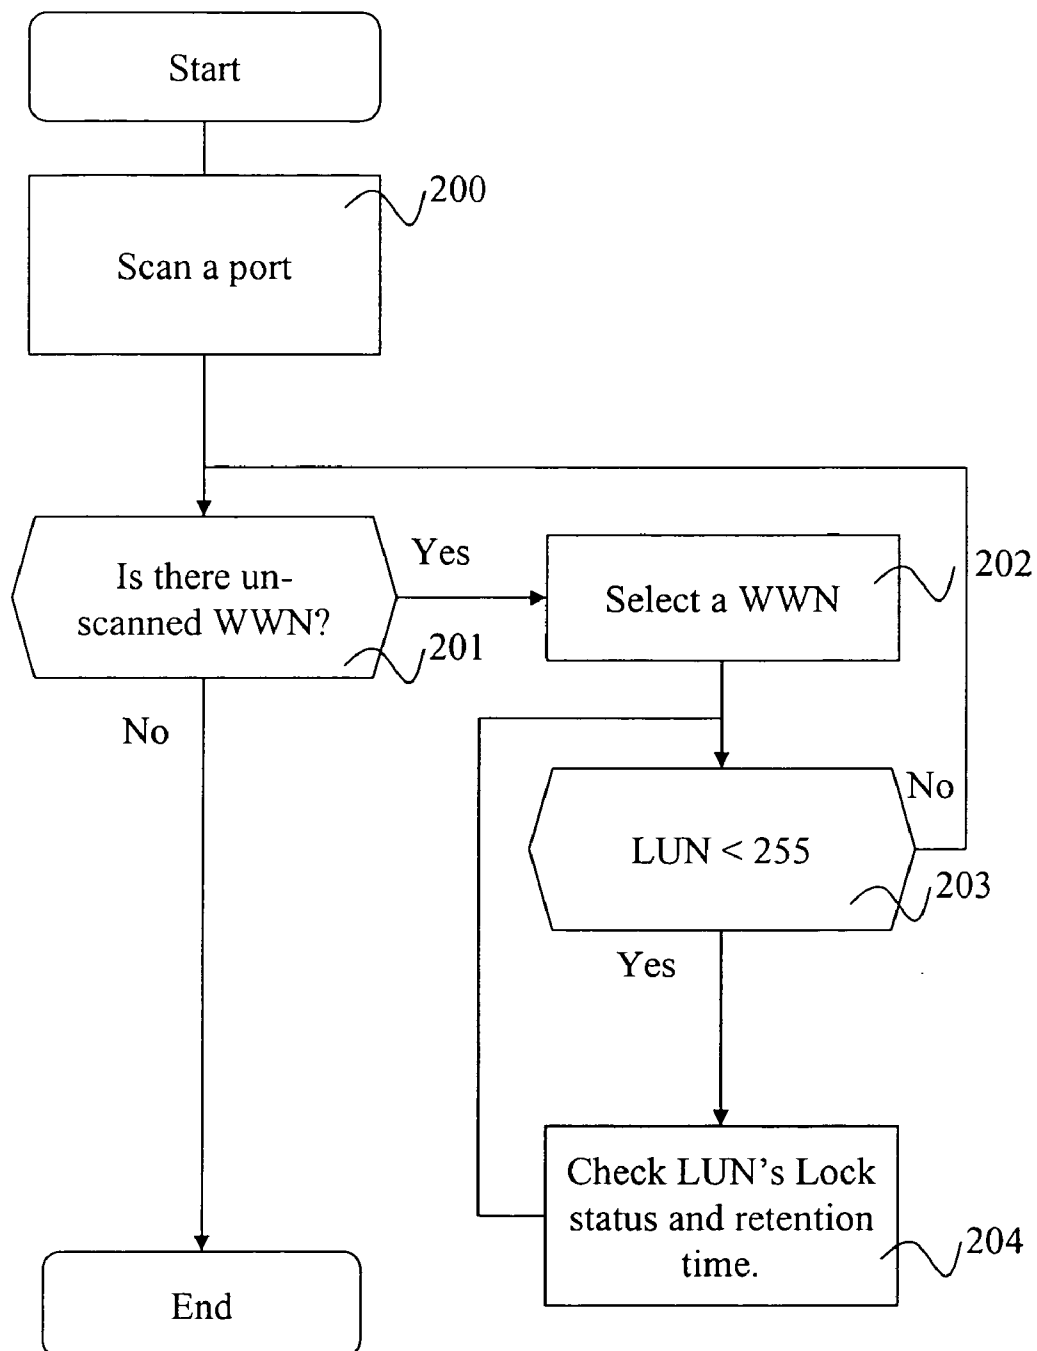 Start
200
Scan a port
Is there un-
scanned WWN?
201
Yes
No
Select a WWN
202
LUN < 255
203
No
Yes
Check LUN's Lock
status and retention
time.
204
End